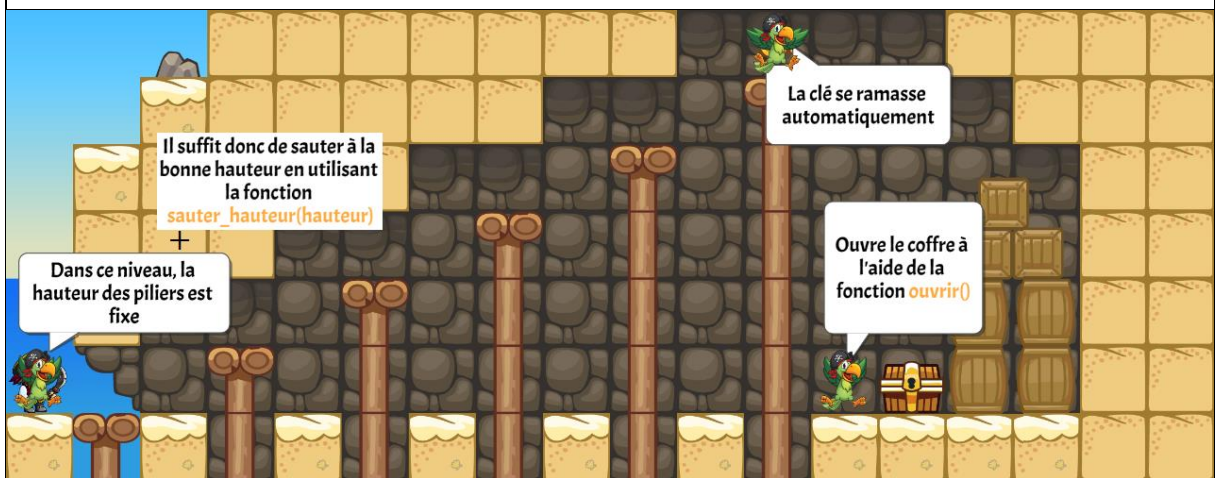 La clé se ramasse
automatiquement
Il suffit donc de sauter à la
bonne hauteur en utilisant
la fonction
sauter_hauteur(hauteur)
+
Dans ce niveau, la
hauteur des piliers est
fixe
Ouvre le coffre à
l'aide de la
fonction ouvrir()